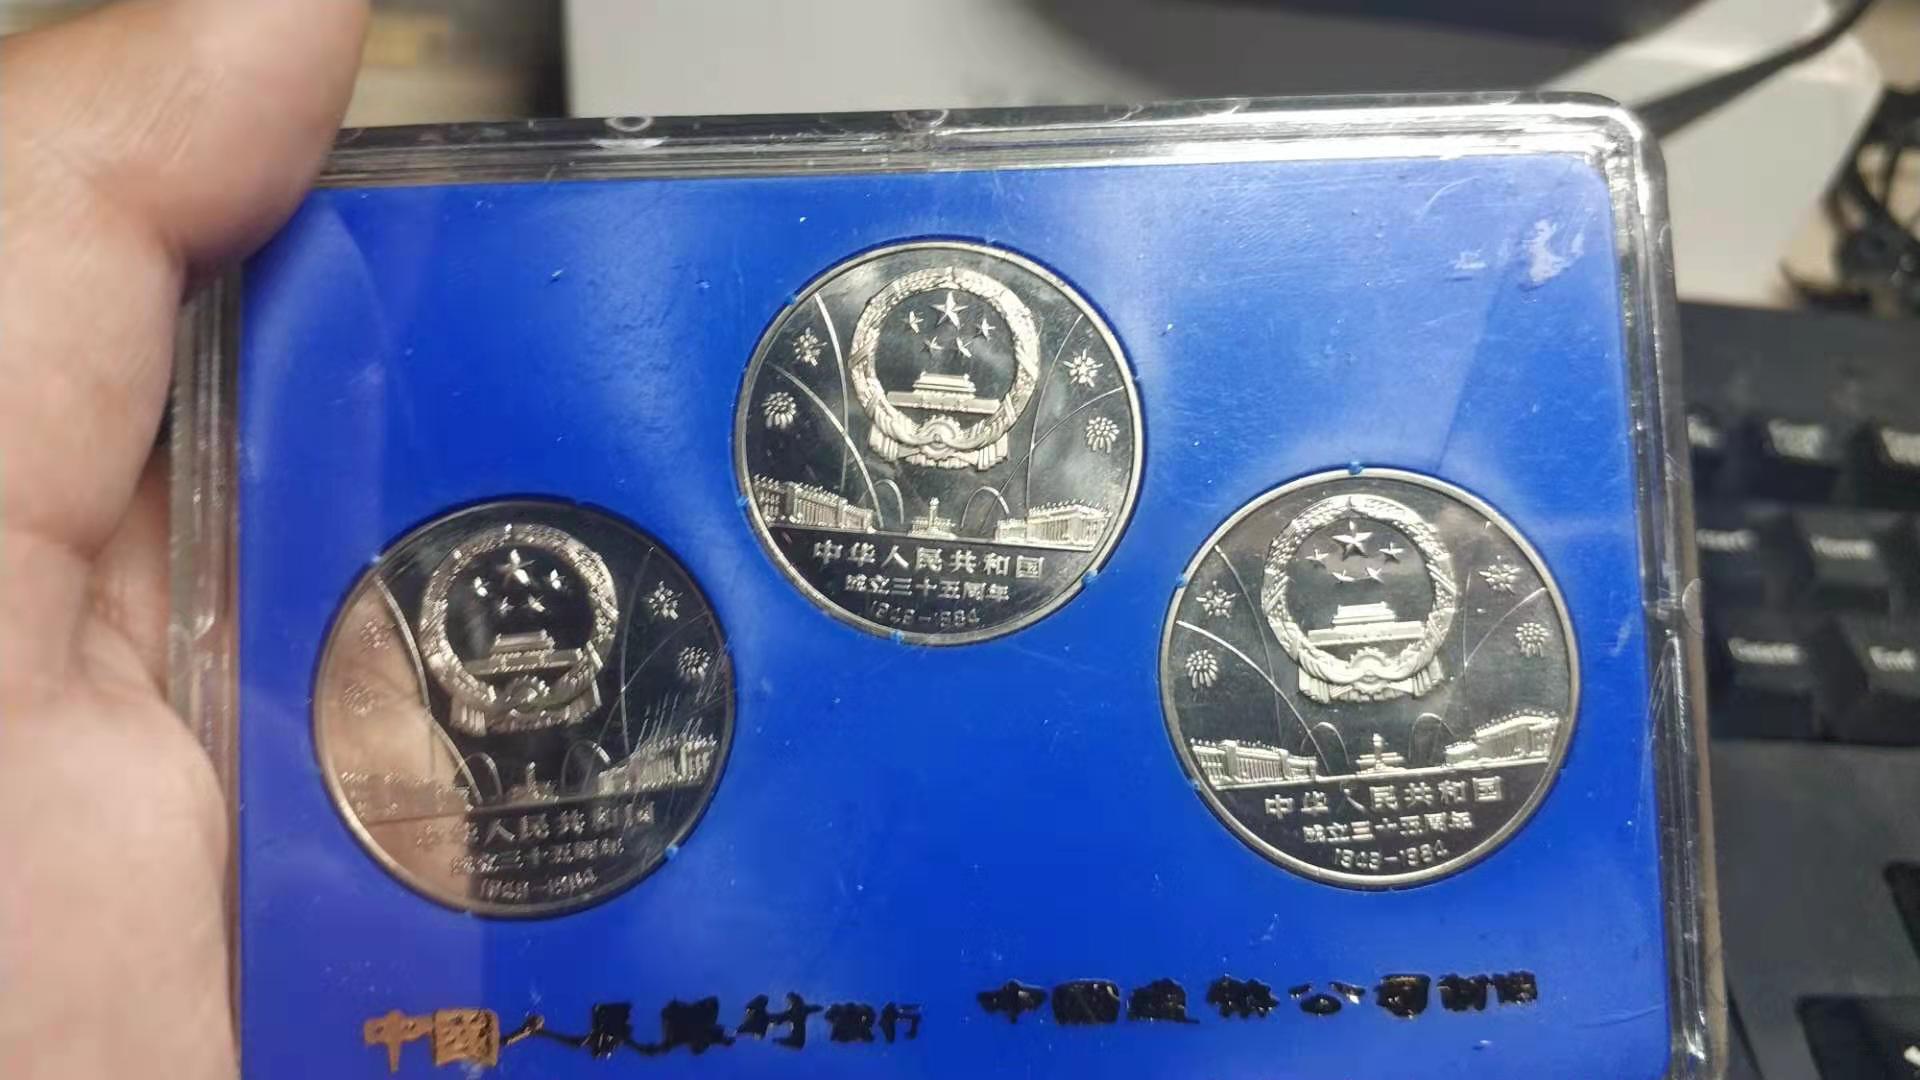 中华人民共和国
成立三十五周年
1949-1984
中华人民共和国
成立三十五周年
1949-1984
中华人民共和国
成立三十五周年
1949-1984
中国人民银行发行 中国造币公司制造
Home
End